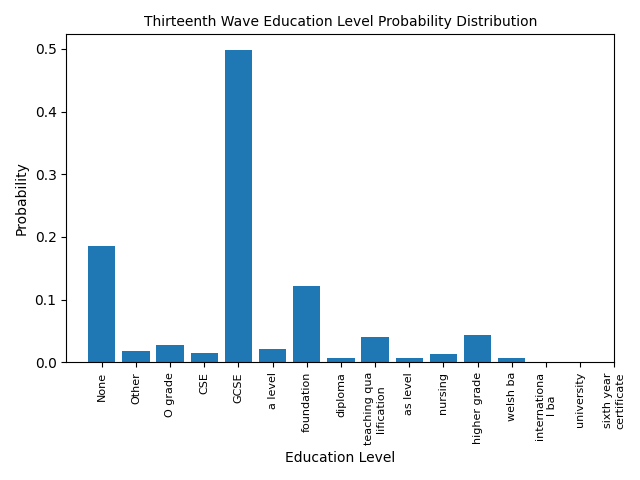 Thirteenth Wave Education Level Probability Distribution
0.5
0.4
0.3
0.2
0.1
0.0
Probability
None
Other
O grade
CSE
GCSE
a level
foundation
diploma
teaching qua
lification
as level
nursing
higher grade
welsh ba
internationa
l ba
university
sixth year
certificate
Education Level